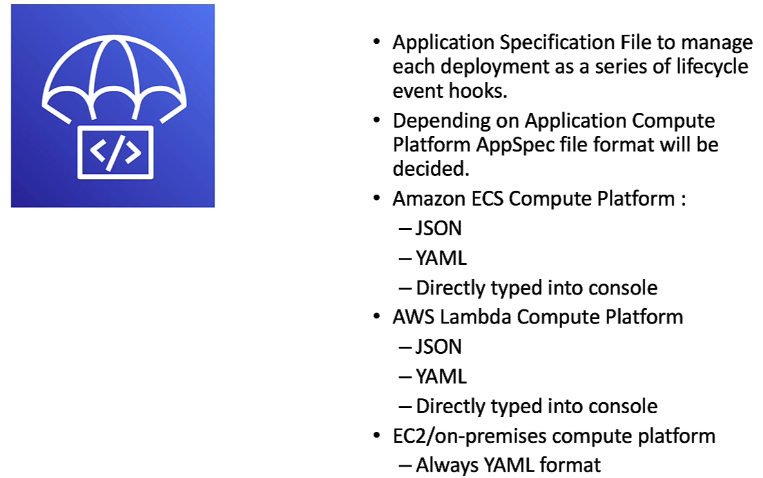 </>
• Application Specification File to manage
each deployment as a series of lifecycle
event hooks.
• Depending on Application Compute
Platform AppSpec file format will be
decided.
• Amazon ECS Compute Platform :
– JSON
– YAML
– Directly typed into console
• AWS Lambda Compute Platform
– JSON
– YAML
– Directly typed into console
• EC2/on-premises compute platform
– Always YAML format